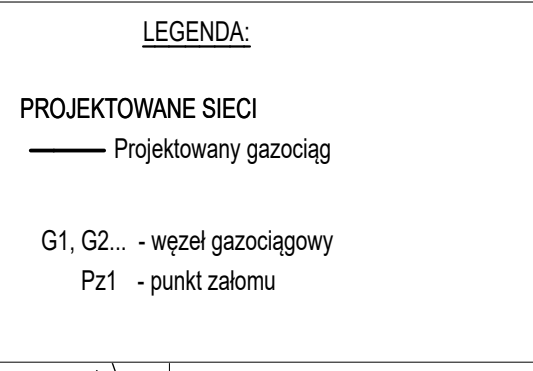 LEGENDA:
PROJEKTOWANE SIECI
Projektowany gazociąg
G1, G2... - węzeł gazociągowy
Pz1 - punkt załomu